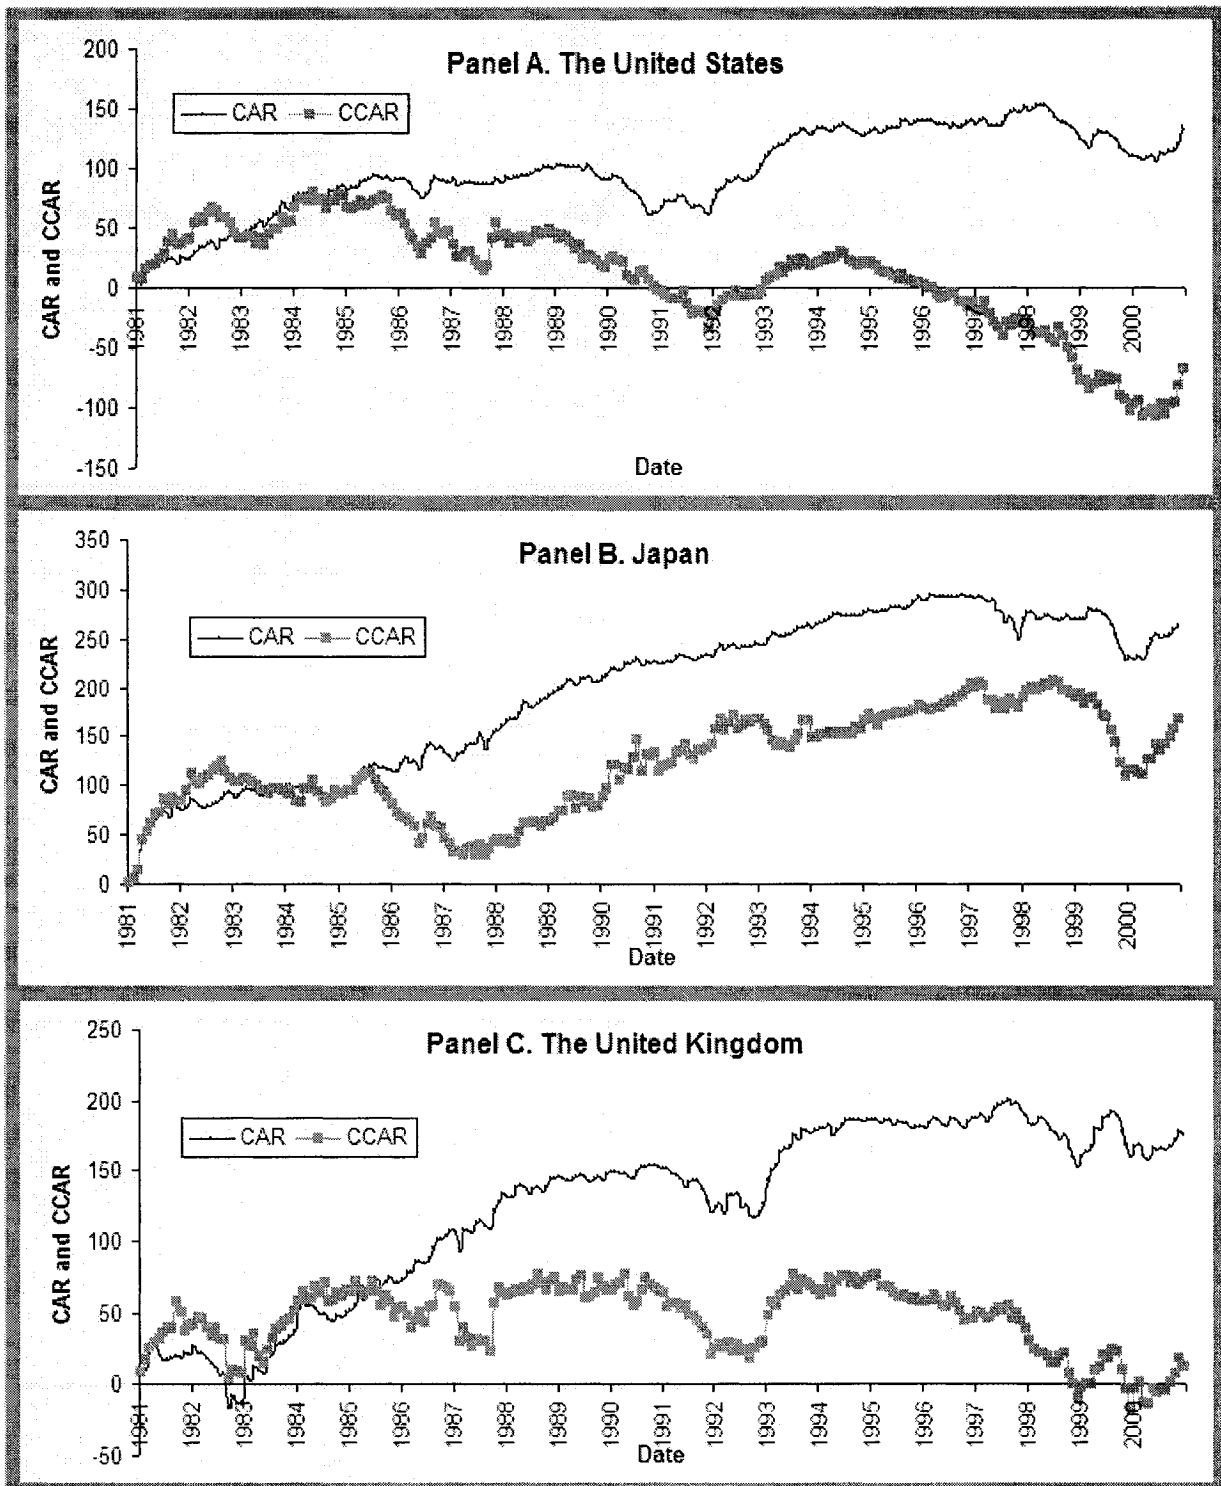 Panel A. The United States
CAR CCAR
CAR and CCAR
200
150
100
50
0
-50
-100
-150
1981 1982 1983 1984 1985 1986 1987 1988 1989 1990 1991 1992 1993 1994 1995 1996 1997 1998 1999 2000
Date
Panel B. Japan
CAR CCAR
CAR and CCAR
350
300
250
200
150
100
50
0
1981 1982 1983 1984 1985 1986 1987 1988 1989 1990 1991 1992 1993 1994 1995 1996 1997 1998 1999 2000
Date
Panel C. The United Kingdom
CAR CCAR
CAR and CCAR
250
200
150
100
50
0
-50
1981 1982 1983 1984 1985 1986 1987 1988 1989 1990 1991 1992 1993 1994 1995 1996 1997 1998 1999 2000
Date